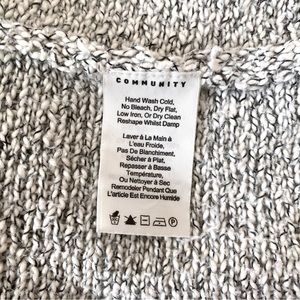 COMMUNITY
Hand Wash Cold,
No Bleach, Dry Flat,
Low Iron, Or Dry Clean
Reshape Whilst Damp
Laver à La Main à
L'eau Froide,
Pas De Blanchiment,
Sécher à Plat,
Repasser à Basse
Température,
Ou Nettoyer à Sec
Remodeler Pendant Que
L'article Est Encore Humide